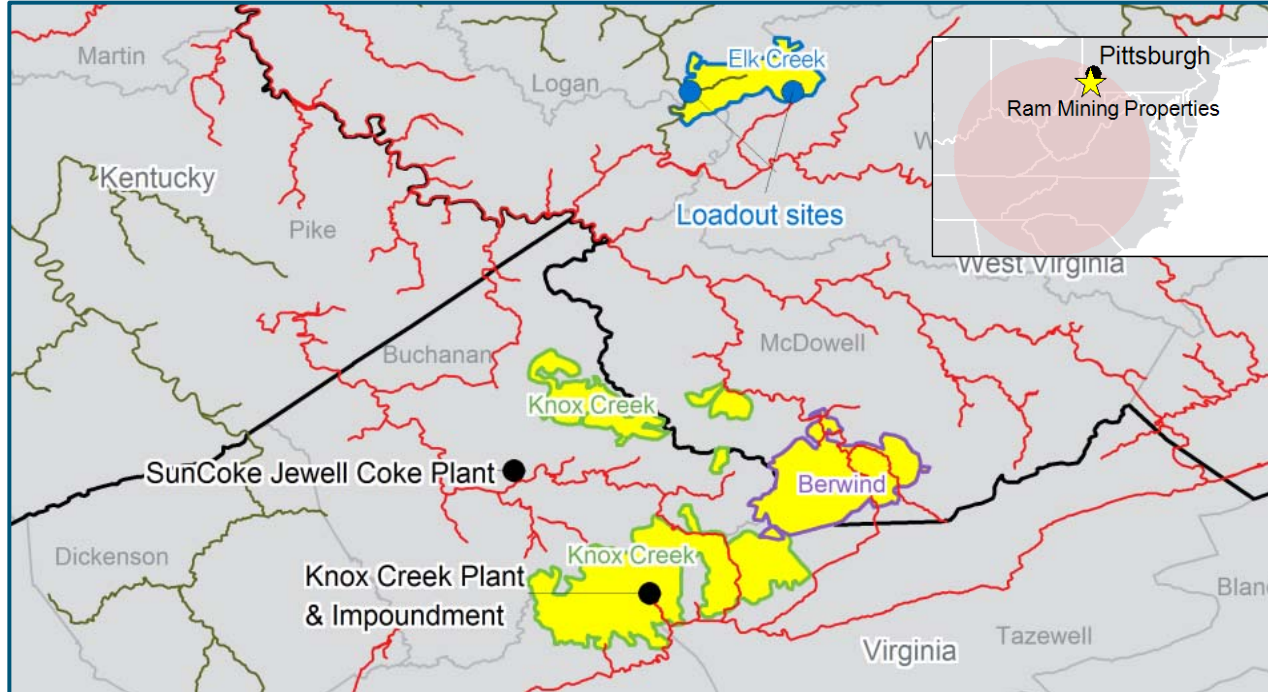 Martin
Logan
Elk Creek
Pittsburgh
Ram Mining Properties
W
Kentucky
Pike
Loadout sites
West Virginia
Buchanan
McDowell
Knox Creek
SunCoke Jewell Coke Plant
Berwind
Dickenson
Knox Creek
Knox Creek Plant
& Impoundment
Bland
Tazewell
Virginia